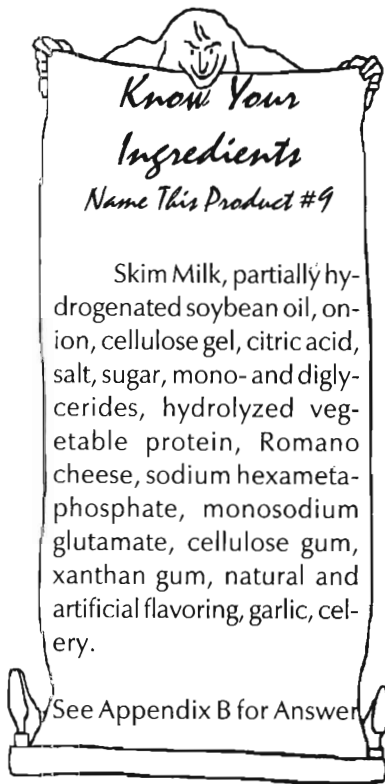 Know Your
Ingredients
Name This Product #9
Skim Milk, partially hy-
drogenated soybean oil, on-
ion, cellulose gel, citric acid,
salt, sugar, mono- and digly-
cerides, hydrolyzed veg-
etable protein, Romano
cheese, sodium hexameta-
phosphate, monosodium
glutamate, cellulose gum,
xanthan gum, natural and
artificial flavoring, garlic, cel-
ery.
See Appendix B for Answer